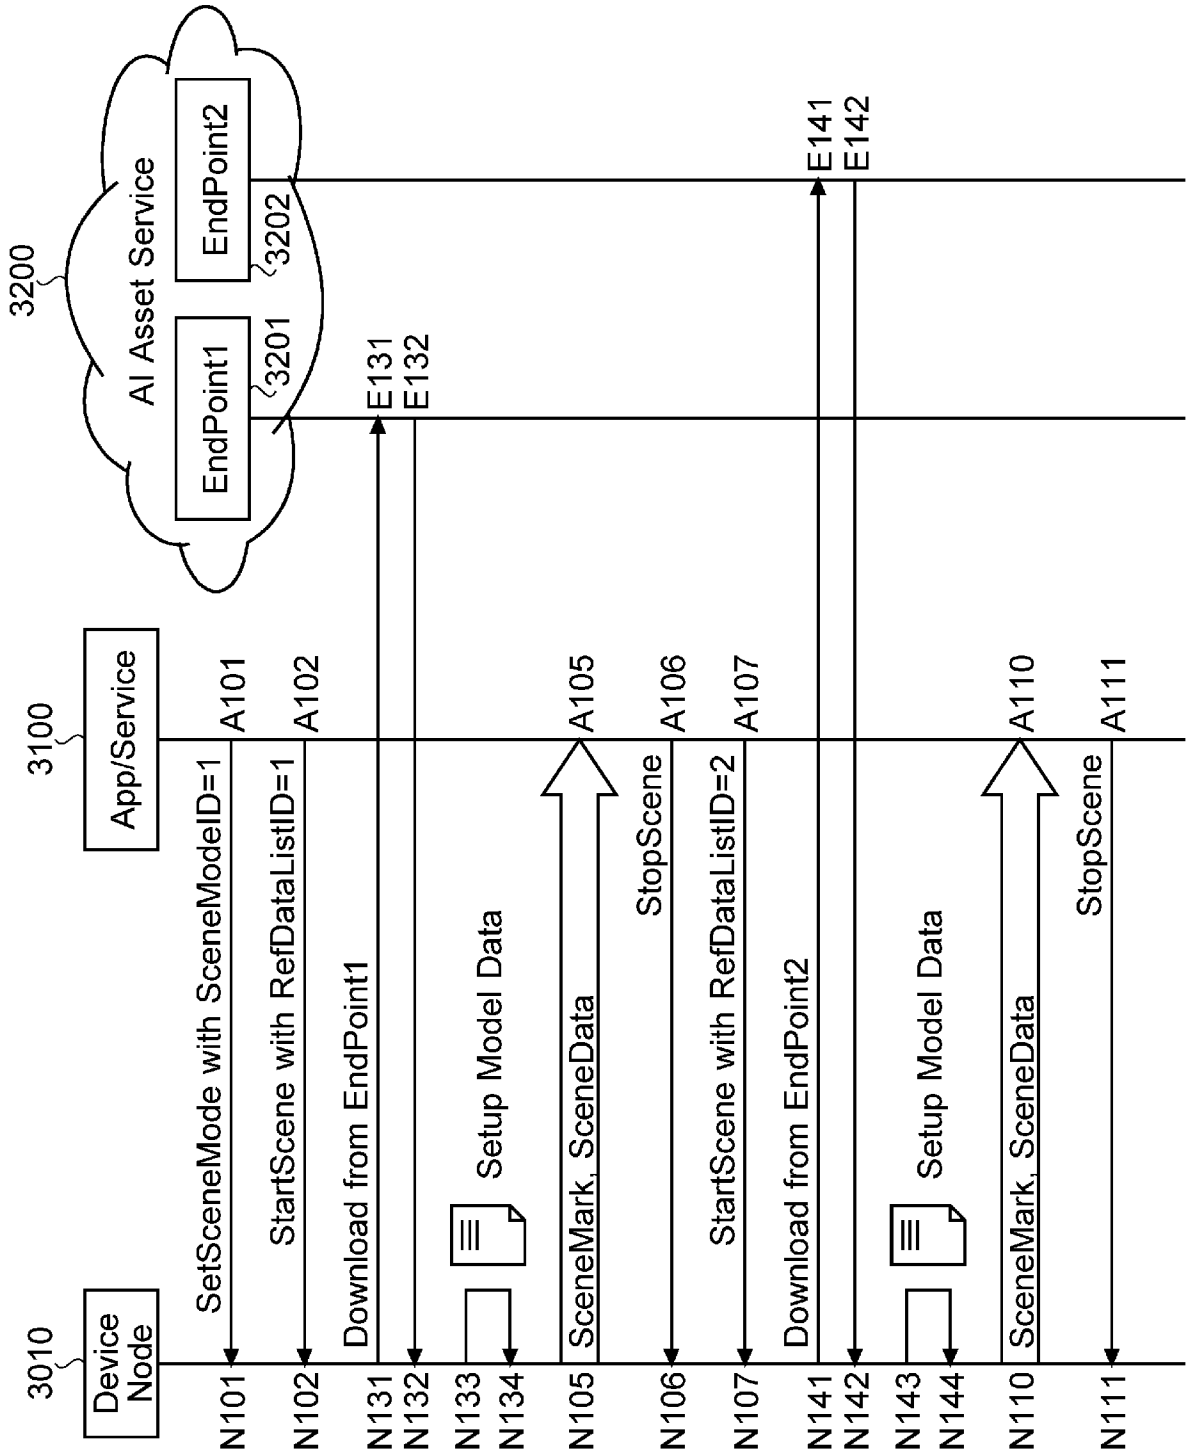 3010
Device
Node
3100
App/Service
3200
AI Asset Service
EndPoint1
3201
EndPoint2
3202
N101
SetSceneMode with SceneModeID=1
A101
N102
StartScene with RefDataListID=1
A102
N131
Download from EndPoint1
E131
N132
E132
N133
Setup Model Data
N134
N105
SceneMark, SceneData
A105
N106
StopScene
A106
N107
StartScene with RefDataListID=2
A107
N141
Download from EndPoint2
E141
N142
E142
N143
Setup Model Data
N144
N110
SceneMark, SceneData
A110
N111
StopScene
A111